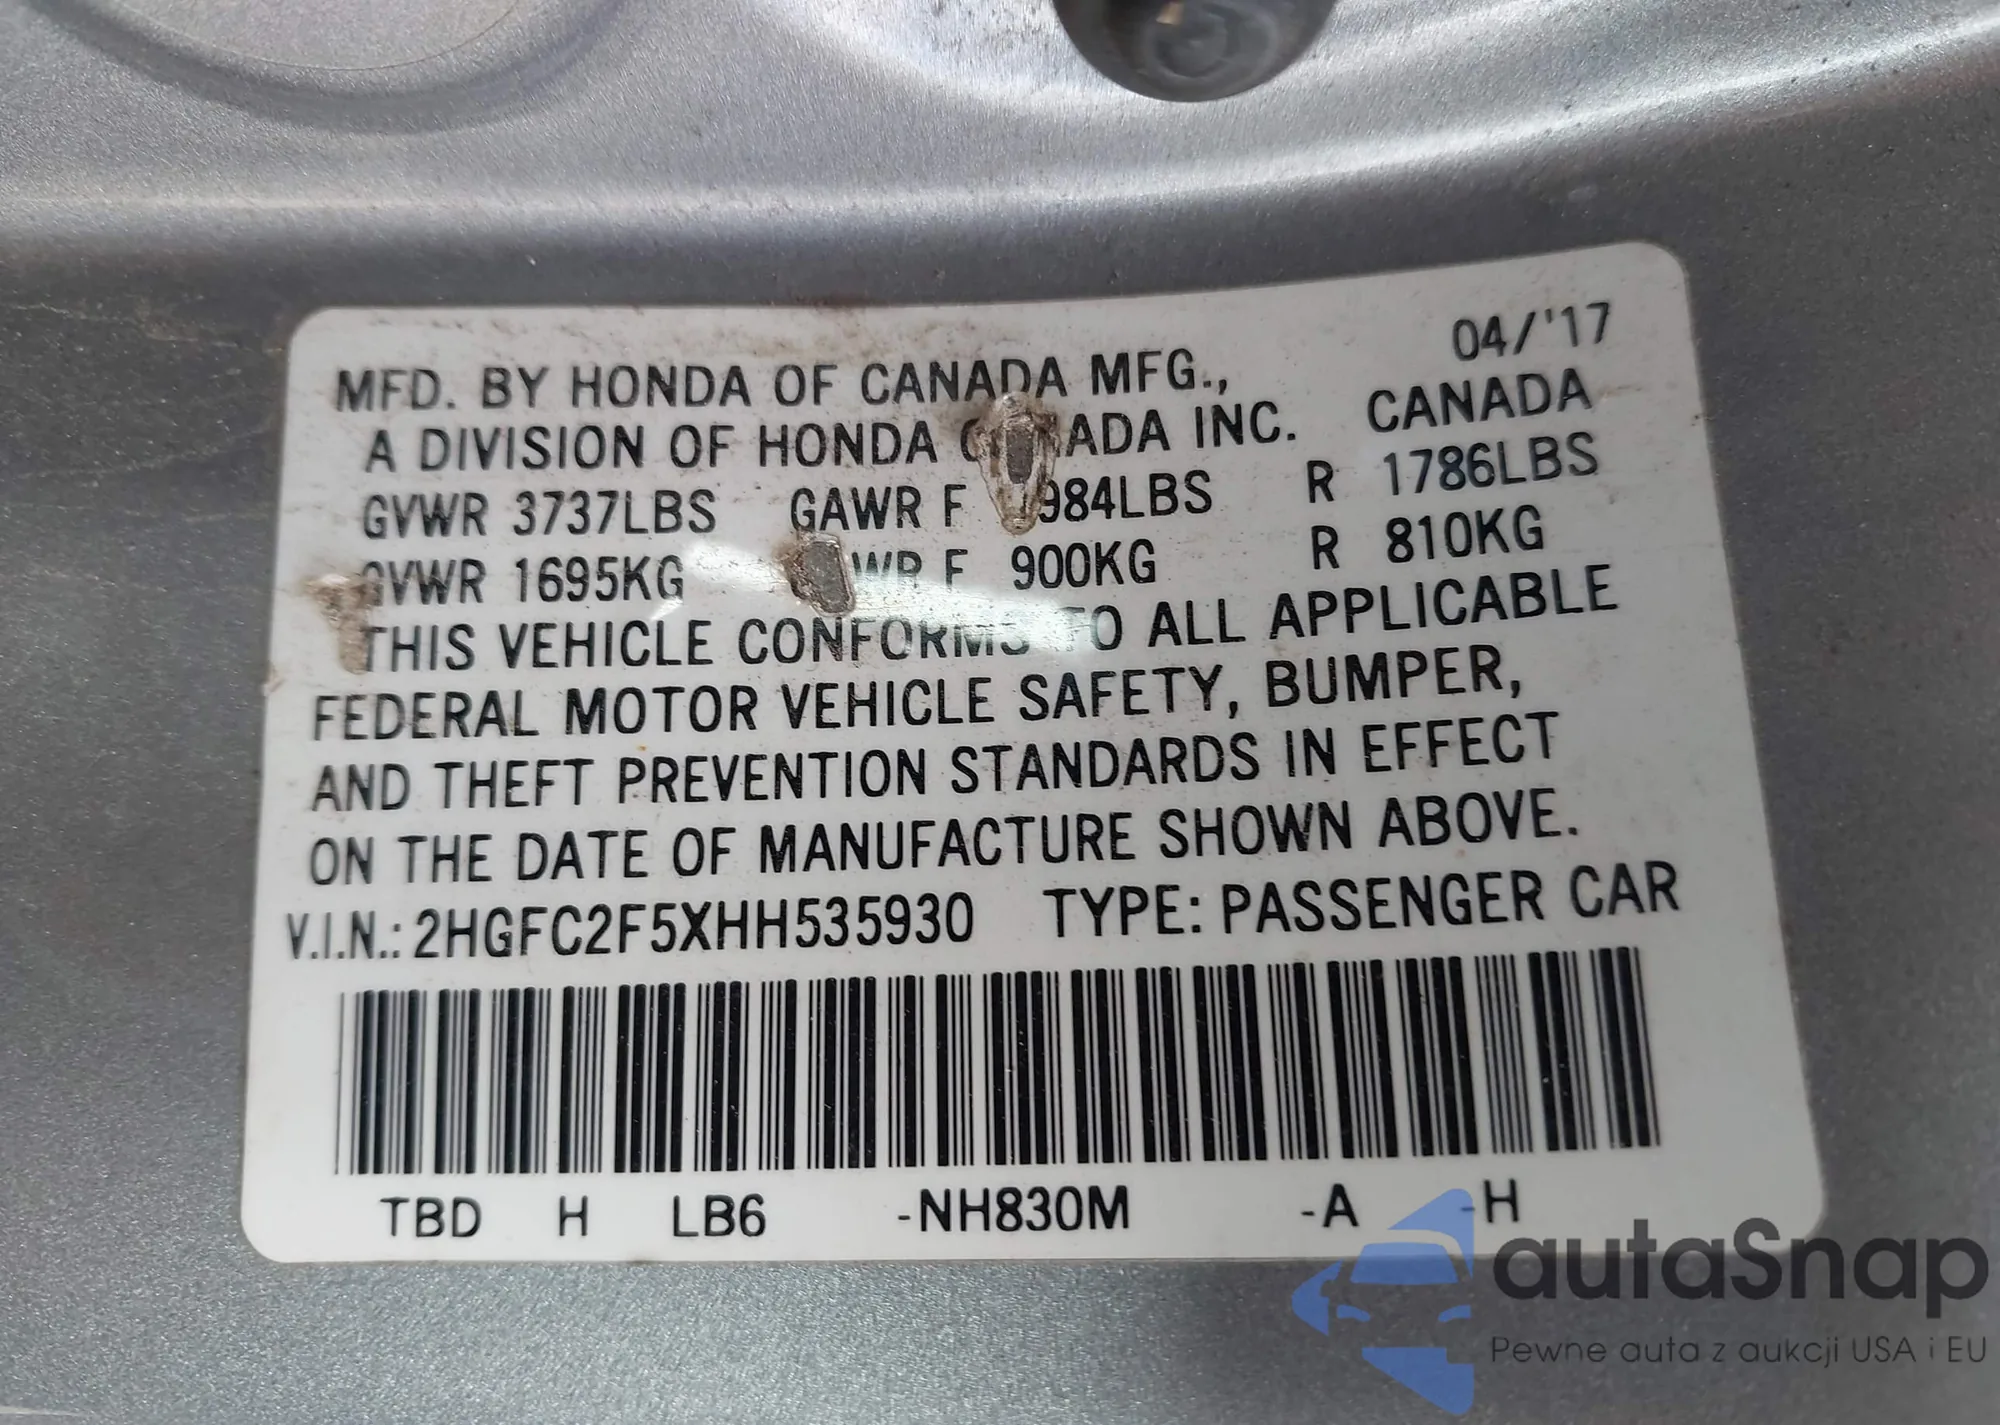 04/'17
MFD. BY HONDA OF CANADA MFG.,
A DIVISION OF HONDA INC. CANADA
GVWR 3737LBS GAWR F R 1786LBS
GVWR 1695KG F 900KG R 810KG
THIS VEHICLE CONFORMS TO ALL APPLICABLE
FEDERAL MOTOR VEHICLE SAFETY, BUMPER,
AND THEFT PREVENTION STANDARDS IN EFFECT
ON THE DATE OF MANUFACTURE SHOWN ABOVE.
V.I.N.: 2HGFC2F5XHH535930 TYPE: PASSENGER CAR
TBD H LB6 -NH830M -A -H
autaSnap
Pewne auta z aukcji USA i EU